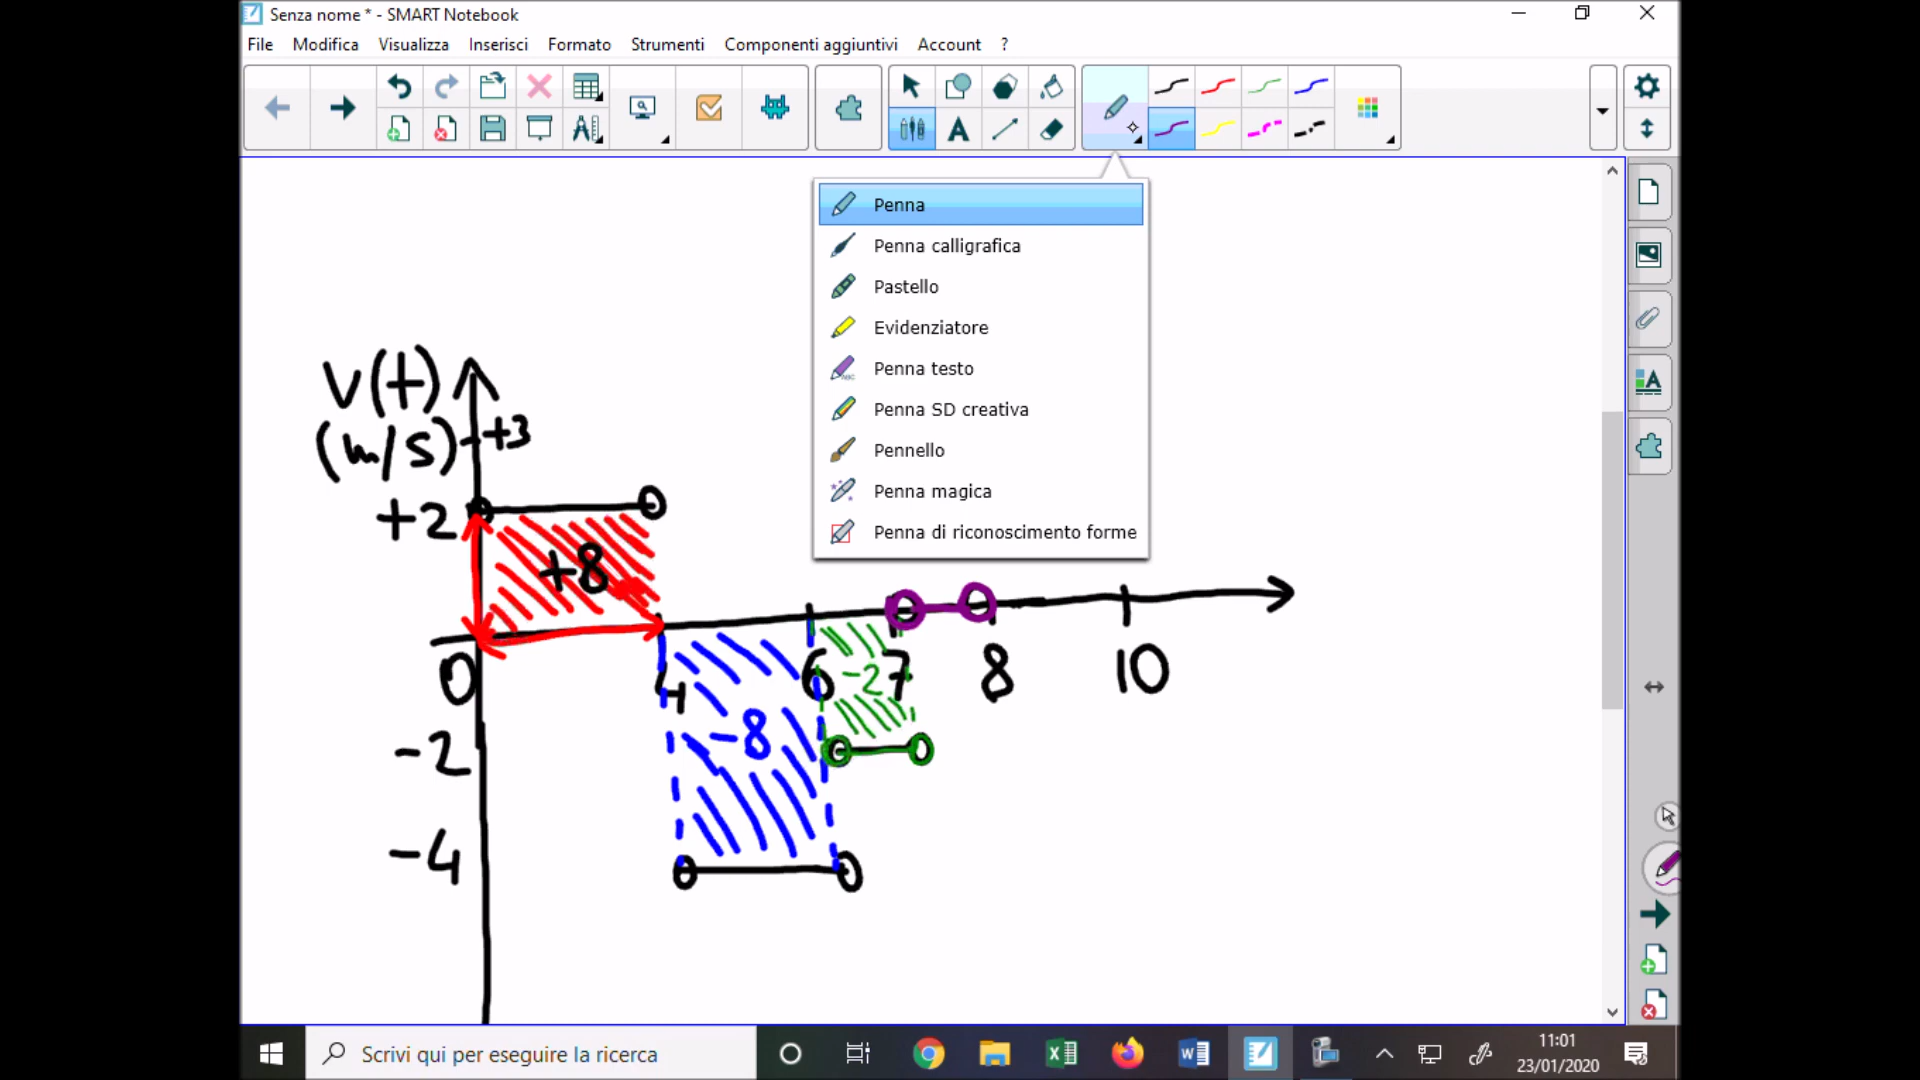 Senza nome * - SMART Notebook
File Modifica Visualizza Inserisci Formato Strumenti Componenti aggiuntivi Account ?
Penna
Penna calligrafica
Pastello
Evidenziatore
Penna testo
Penna SD creativa
Pennello
Penna magica
Penna di riconoscimento forme
V(t)
(m/s) +3
+2
+8
0 4 6 -2 7 8 10
-2 -8
-4
Scrivi qui per eseguire la ricerca
11:01
23/01/2020